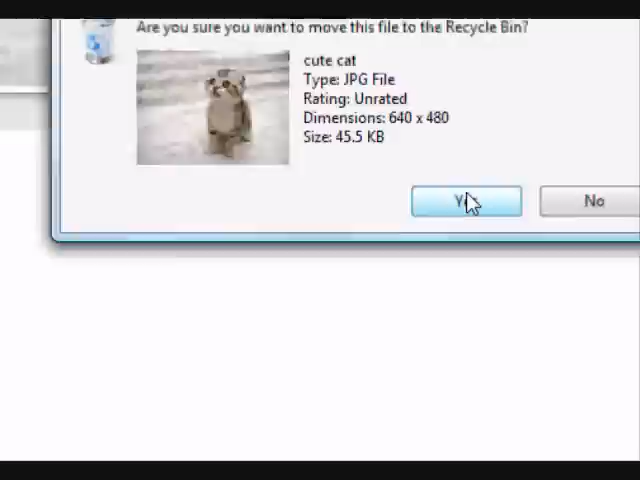 Are you sure you want to move this file to the Recycle Bin?
cute cat
Type: JPG File
Rating: Unrated
Dimensions: 640 x 480
Size: 45.5 KB
No